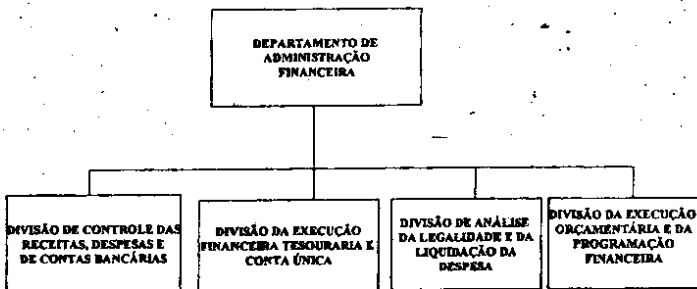 DEPARTAMENTO DE
ADMINISTRAÇÃO
FINANCEIRA
DIVISÃO DE CONTROLE DAS
RECEITAS, DESPESAS E
DE CONTAS BANCÁRIAS
DIVISÃO DA EXECUÇÃO
FINANCEIRA TESOURARIA E
CONTA ÚNICA
DIVISÃO DE ANÁLISE
DA LEGALIDADE E DA
LIQUIDAÇÃO DA
DESPESA
DIVISÃO DA EXECUÇÃO
ORÇAMENTÁRIA E DA
PROGRAMAÇÃO
FINANCEIRA